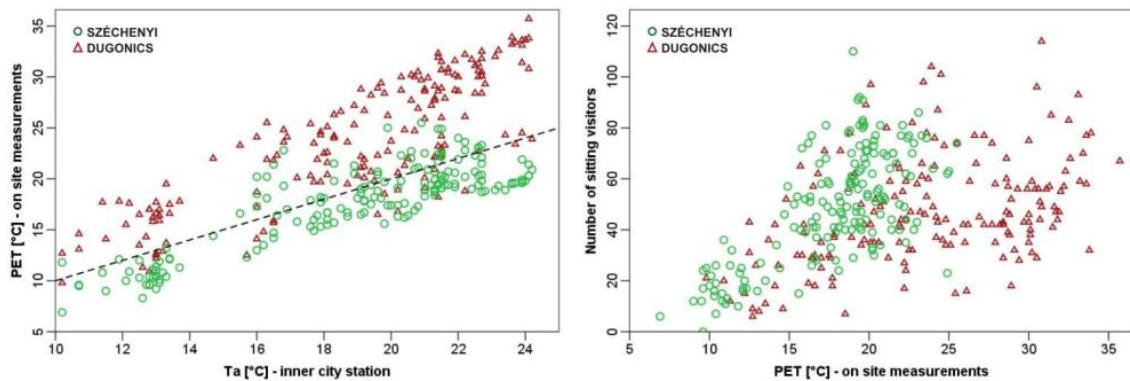 SZÉCHENYI
DUGONICS
PET [°C] - on site measurements
35
30
25
20
15
10
5
10 12 14 16 18 20 22 24
Ta [°C] - inner city station
SZÉCHENYI
DUGONICS
Number of sitting visitors
120
100
80
60
40
20
0
5 10 15 20 25 30 35
PET [°C] - on site measurements